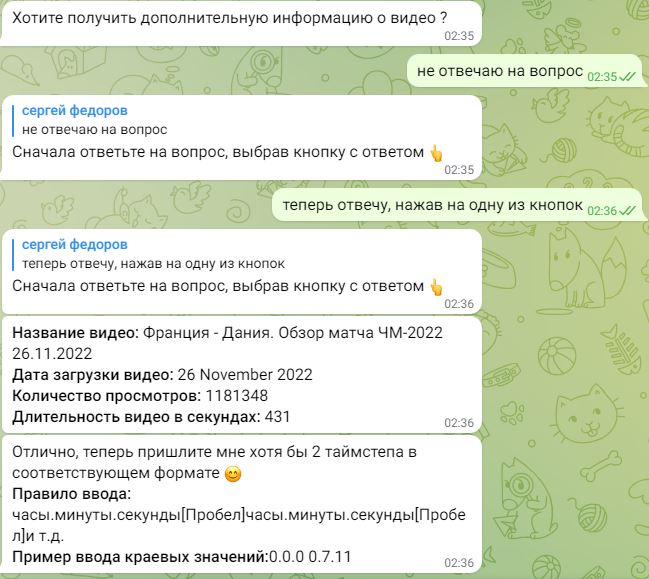 Хотите получить дополнительную информацию о видео ?
02:35
не отвечаю на вопрос 02:35
сергей федоров
не отвечаю на вопрос
Сначала ответьте на вопрос, выбрав кнопку с ответом 👆
02:35
теперь отвечу, нажав на одну из кнопок 02:36
сергей федоров
теперь отвечу, нажав на одну из кнопок
Сначала ответьте на вопрос, выбрав кнопку с ответом 👆
02:36
Название видео: Франция - Дания. Обзор матча ЧМ-2022
26.11.2022
Дата загрузки видео: 26 November 2022
Количество просмотров: 1181348
Длительность видео в секундах: 431
02:36
Отлично, теперь пришлите мне хотя бы 2 таймстепа в
соответствующем формате 😊
Правило ввода:
часы.минуты.секунды[Пробел]часы.минуты.секунды[Пробе
л]и т.д.
Пример ввода краевых значений:0.0.0 0.7.11
02:36